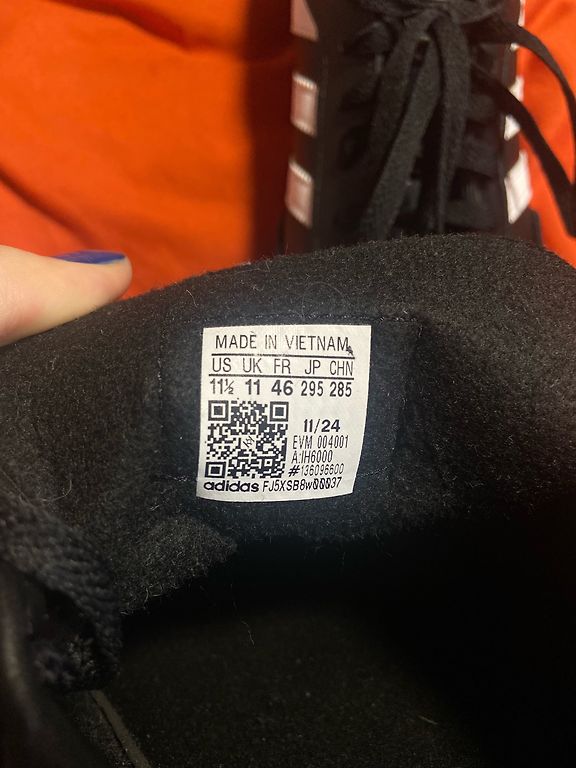 MADE IN VIETNAM
US UK FR JP CHN
11½ 11 46 295 285
11/24
EVM 004001
A:IH6000
#136096600
adidas